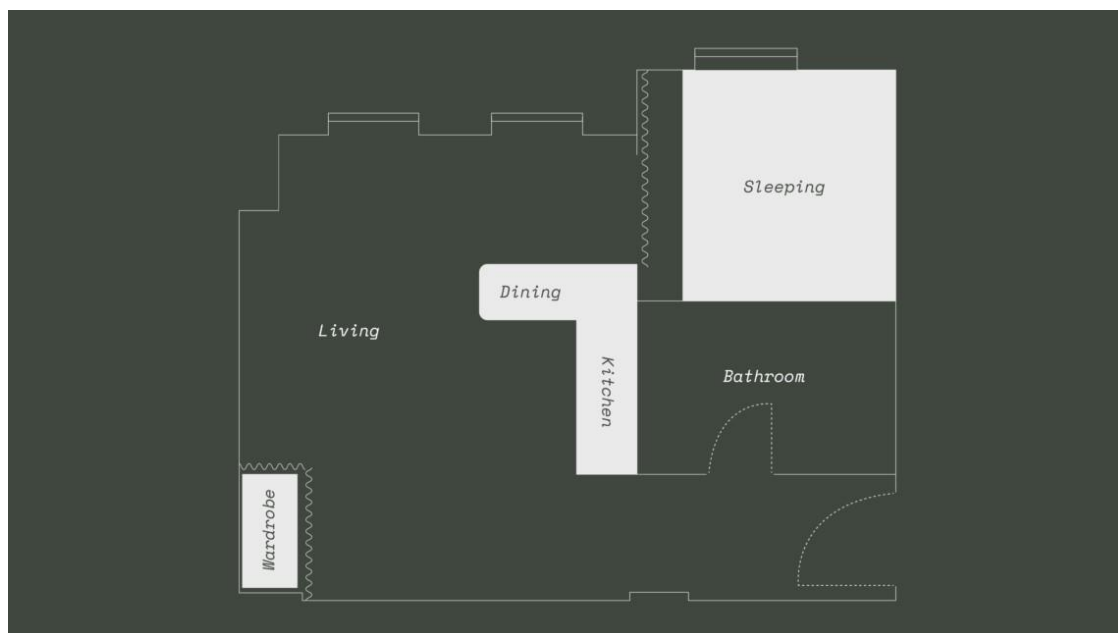 Sleeping
Dining
Living
Kitchen
Bathroom
Wardrobe